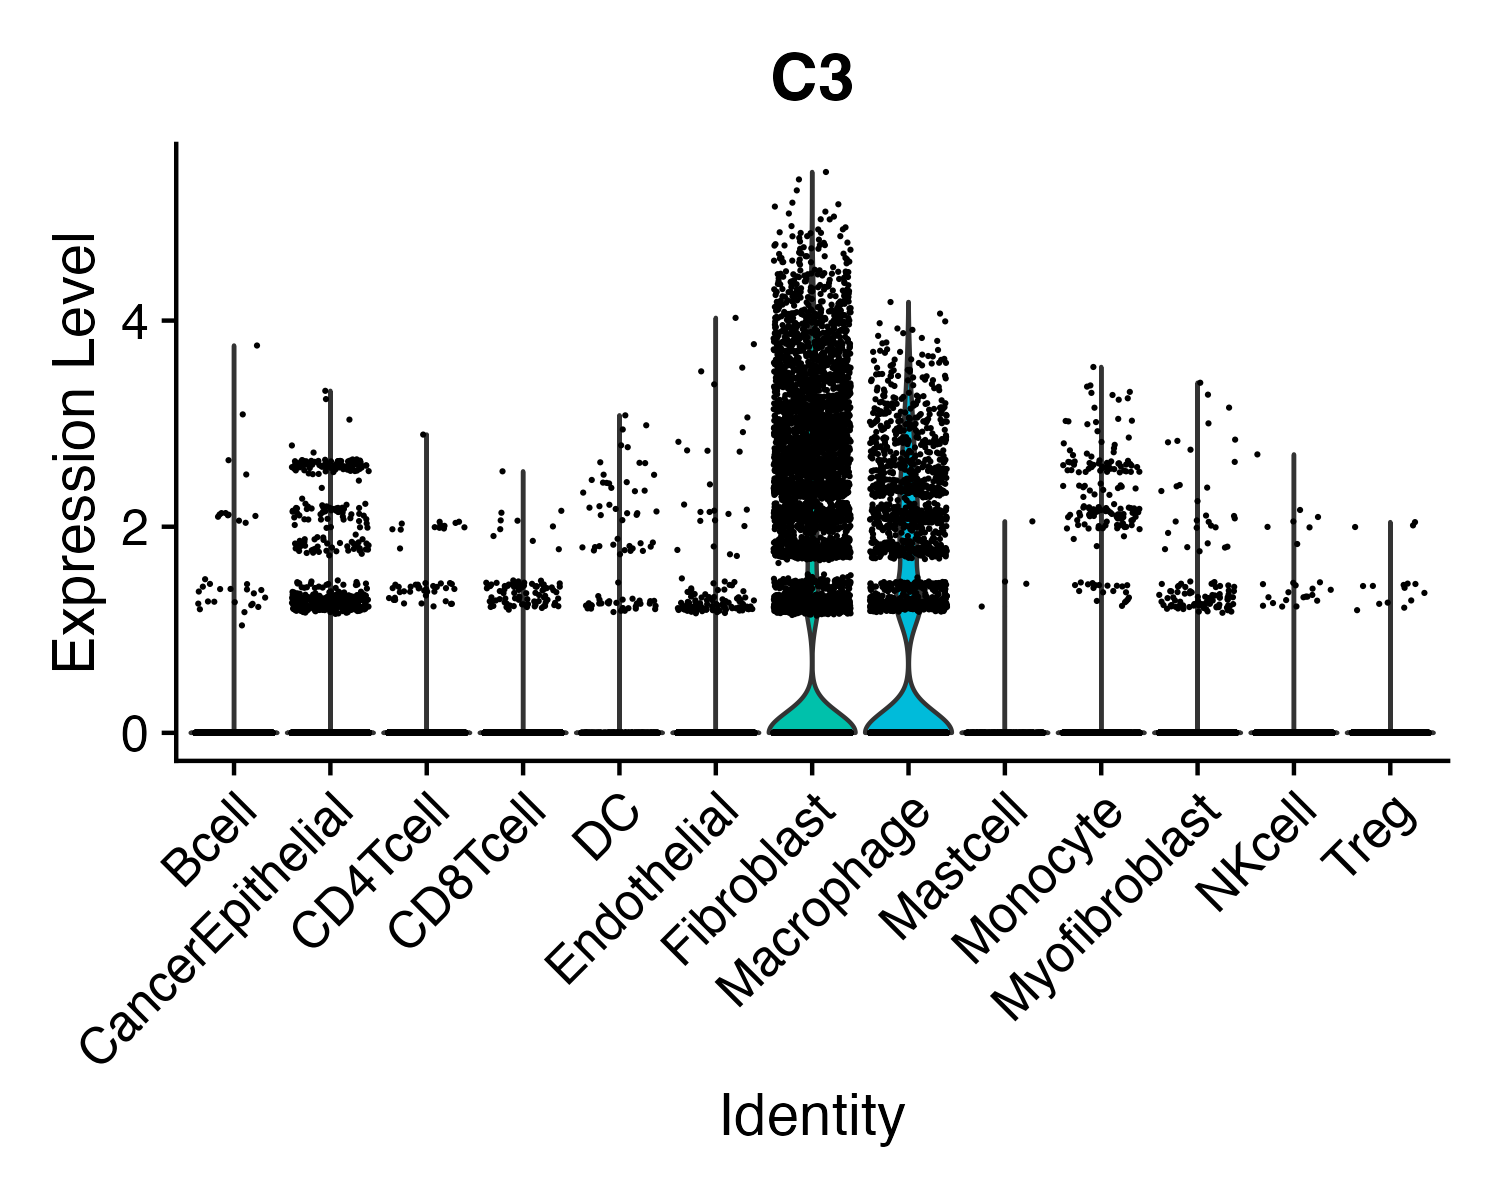 C3
Expression Level
4
2
0
Bcell
CancerEpithelial
CD4Tcell
CD8Tcell
DC
Endothelial
Fibroblast
Macrophage
Mastcell
Monocyte
Myofibroblast
NKcell
Treg
Identity